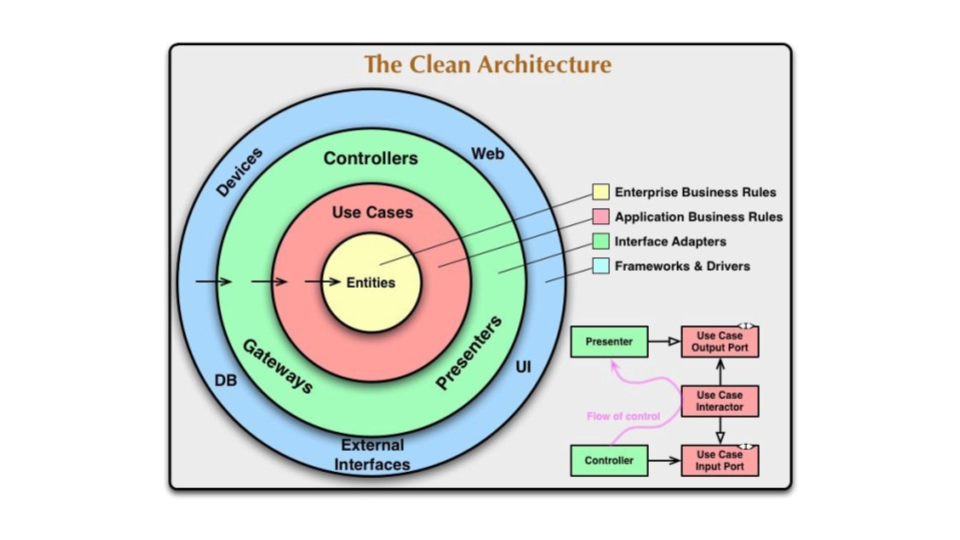 The Clean Architecture
Devices
Controllers
Web
Use Cases
Entities
Gateways
Presenters
DB
UI
External
Interfaces
Enterprise Business Rules
Application Business Rules
Interface Adapters
Frameworks & Drivers
Presenter
Use Case
Output Port
Flow of control
Use Case
Interactor
Controller
Use Case
Input Port